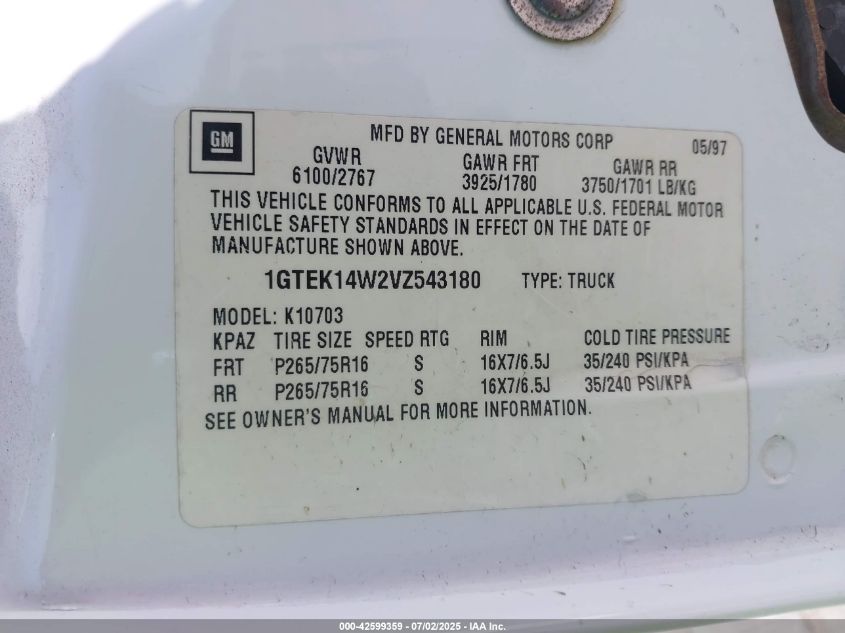 GM
MFD BY GENERAL MOTORS CORP 05/97
GVWR GAWR FRT GAWR RR
6100/2767 3925/1780 3750/1701 LB/KG
THIS VEHICLE CONFORMS TO ALL APPLICABLE U.S. FEDERAL MOTOR
VEHICLE SAFETY STANDARDS IN EFFECT ON THE DATE OF
MANUFACTURE SHOWN ABOVE.
1GTEK14W2VZ543180 TYPE: TRUCK
MODEL: K10703
KPAZ TIRE SIZE SPEED RTG RIM COLD TIRE PRESSURE
FRT P265/75R16 S 16X7/6.5J 35/240 PSI/KPA
RR P265/75R16 S 16X7/6.5J 35/240 PSI/KPA
SEE OWNER'S MANUAL FOR MORE INFORMATION.
000-42599359 - 07/02/2025 - IAA Inc.